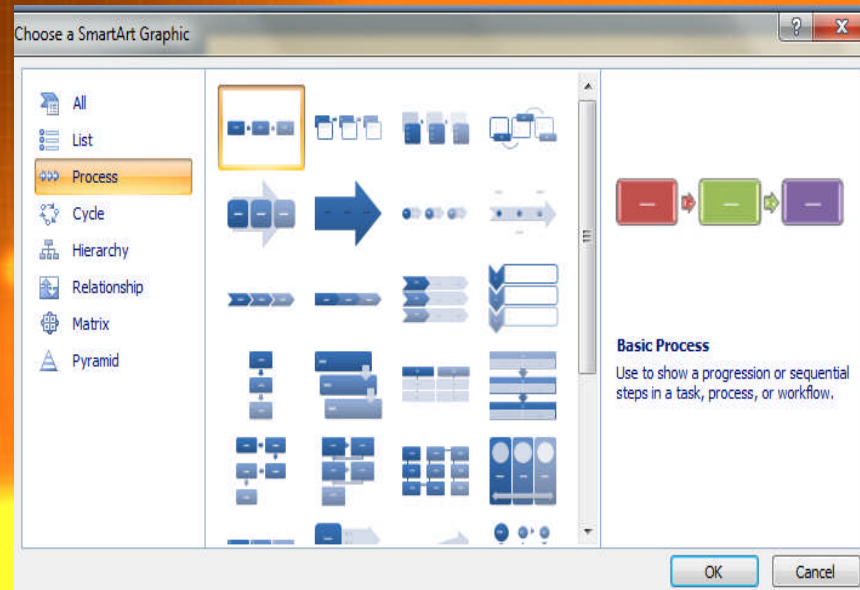 Choose a SmartArt Graphic
?
X
All
List
Process
Cycle
Hierarchy
Relationship
Matrix
Pyramid
Basic Process
Use to show a progression or sequential
steps in a task, process, or workflow.
OK
Cancel